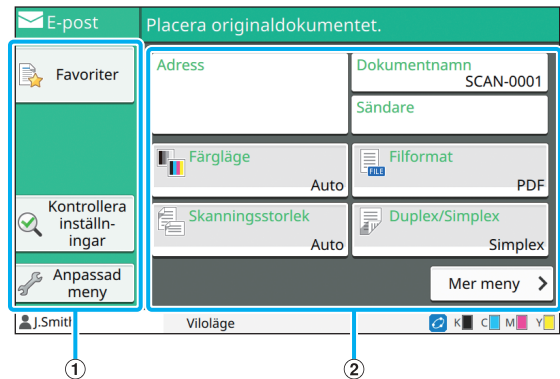 E-post
Placera originaldokumentet.
Favoriter
Kontrollera
inställn-
ingar
Anpassad
meny
Adress
Dokumentnamn
SCAN-0001
Sändare
Färgläge
Auto
Filformat
FILE
PDF
Skanningsstorlek
Auto
Duplex/Simplex
Simplex
Mer meny
J.Smith
Viloläge
K C M Y
1
2